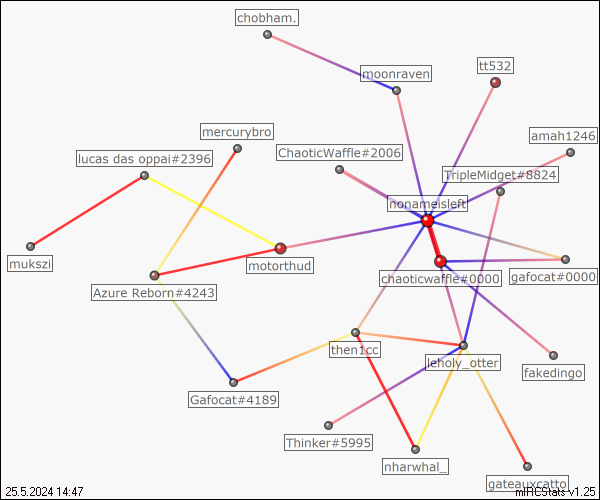 chobham.
moonraven
tt532
mercurybro
amah1246
lucas das oppai#2396
ChaoticWaffle#2006
TripleMidget#8824
nonameisleft
mukszi
motorthud
chaoticwaffle#0000
gafocat#0000
Azure Reborn#4243
then1cc
leholy_otter
fakedingo
Gafocat#4189
Thinker#5995
nharwhal_
gateauxcatto
25.5.2024 14:47
mIRCStats v1.25